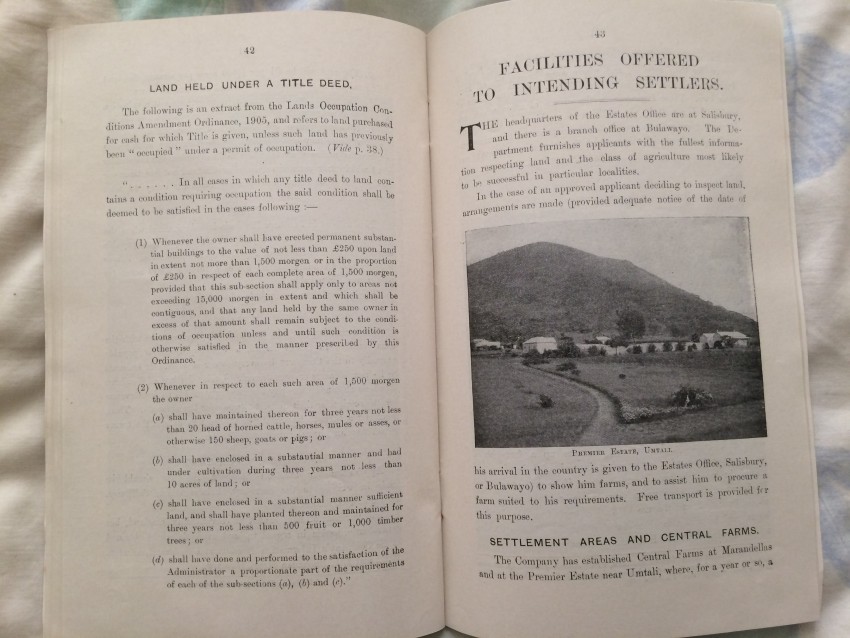 42
LAND HELD UNDER A TITLE DEED.
The following is an extract from the Lands Occupation Con-
ditions Amendment Ordinance, 1905, and refers to land purchased
for cash for which Title is given, unless such land has previously
been "occupied" under a permit of occupation. (Vide p. 38.)
". . . . . . In all cases in which any title deed to land con-
tains a condition requiring occupation the said condition shall be
deemed to be satisfied in the cases following :—
(1) Whenever the owner shall have erected permanent substan-
tial buildings to the value of not less than £250 upon land
in extent not more than 1,500 morgen or in the proportion
of £250 in respect of each complete area of 1,500 morgen,
provided that this sub-section shall apply only to areas not
exceeding 15,000 morgen in extent and which shall be
contiguous, and that any land held by the same owner in
excess of that amount shall remain subject to the condi-
tions of occupation unless and until such condition is
otherwise satisfied in the manner prescribed by this
Ordinance.
(2) Whenever in respect to each such area of 1,500 morgen
the owner
(a) shall have maintained thereon for three years not less
than 20 head of horned cattle, horses, mules or asses, or
otherwise 150 sheep, goats or pigs ; or
(b) shall have enclosed in a substantial manner and had
under cultivation during three years not less than
10 acres of land ; or
(c) shall have enclosed in a substantial manner sufficient
land, and shall have planted thereon and maintained for
three years not less than 500 fruit or 1,000 timber
trees ; or
(d) shall have done and performed to the satisfaction of the
Administrator a proportionate part of the requirements
of each of the sub-sections (a), (b) and (c)."
43
FACILITIES OFFERED
TO INTENDING SETTLERS.
THE headquarters of the Estates Office are at Salisbury,
and there is a branch office at Bulawayo. The De-
partment furnishes applicants with the fullest informa-
tion respecting land and the class of agriculture most likely
to be successful in particular localities.
In the case of an approved applicant deciding to inspect land,
arrangements are made (provided adequate notice of the date of
PREMIER ESTATE, UMTALI.
his arrival in the country is given to the Estates Office, Salisbury,
or Bulawayo) to show him farms, and to assist him to procure a
farm suited to his requirements. Free transport is provided for
this purpose.
SETTLEMENT AREAS AND CENTRAL FARMS.
The Company has established Central Farms at Marandellas
and at the Premier Estate near Umtali, where, for a year or so, a